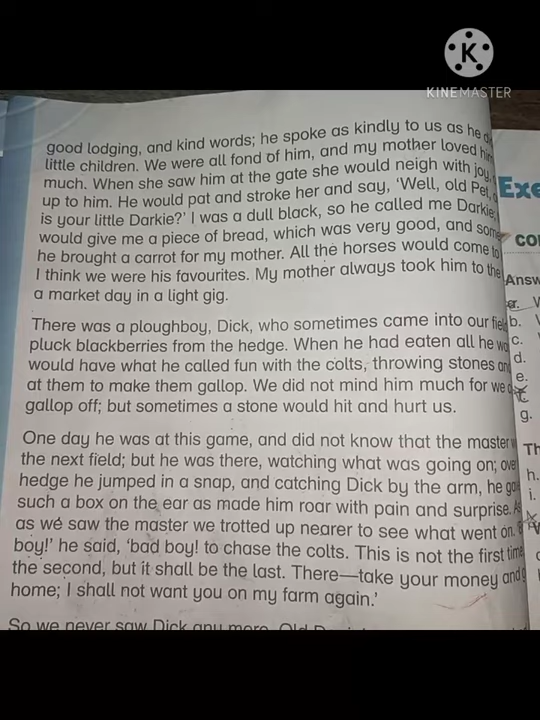 K
KINEMASTER
good lodging, and kind words; he spoke as kindly to us as he
little children. We were all fond of him, and my mother loved
much. When she saw him at the gate she would neigh with joy,
up to him. He would pat and stroke her and say, 'Well, old Pet,
is your little Darkie?' I was a dull black, so he called me Darkie;
would give me a piece of bread, which was very good, and
he brought a carrot for my mother. All the horses would come to
I think we were his favourites. My mother always took him to the
a market day in a light gig.
There was a ploughboy, Dick, who sometimes came into our
pluck blackberries from the hedge. When he had eaten all he
would have what he called fun with the colts, throwing stones
at them to make them gallop. We did not mind him much for we
gallop off; but sometimes a stone would hit and hurt us.
One day he was at this game, and did not know that the master
the next field; but he was there, watching what was going on;
hedge he jumped in a snap, and catching Dick by the arm, he
such a box on the ear as made him roar with pain and surprise.
as we saw the master we trotted up nearer to see what went on.
boy!' he said, 'bad boy! to chase the colts. This is not the first
the second, but it shall be the last. There—take your money and
home; I shall not want you on my farm again.'
So we never saw Dick any more. Old
Exe
b.
c.
d.
e.
g.
h.
i.